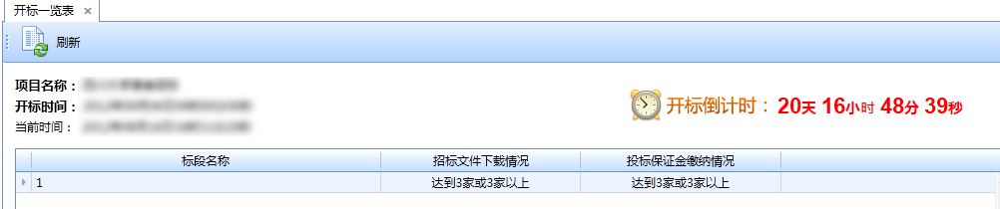 开标一览表
刷新
项目名称：
开标时间：
当前时间：
开标倒计时： 20天 16小时 48分 39秒
标段名称 招标文件下载情况 投标保证金缴纳情况
1 达到3家或3家以上 达到3家或3家以上